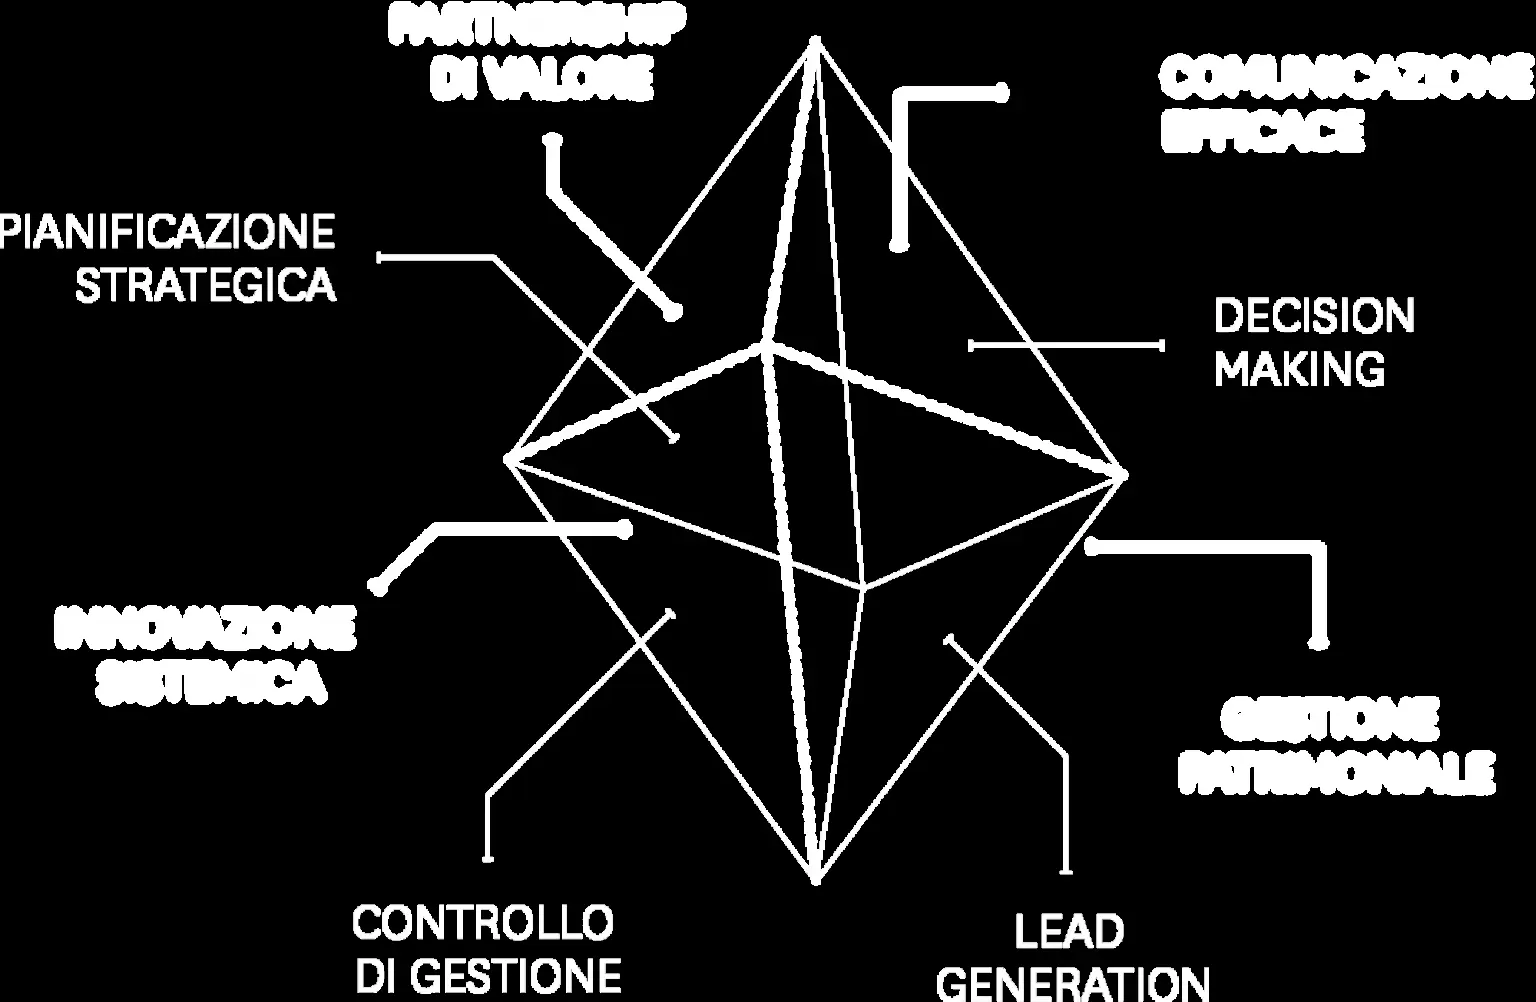 PARTNERSHIP
DI VALORE
COMUNICAZIONE
EFFICACE
PIANIFICAZIONE
STRATEGICA
DECISION
MAKING
INNOVAZIONE
SISTEMICA
GESTIONE
PATRIMONIALE
CONTROLLO
DI GESTIONE
LEAD
GENERATION